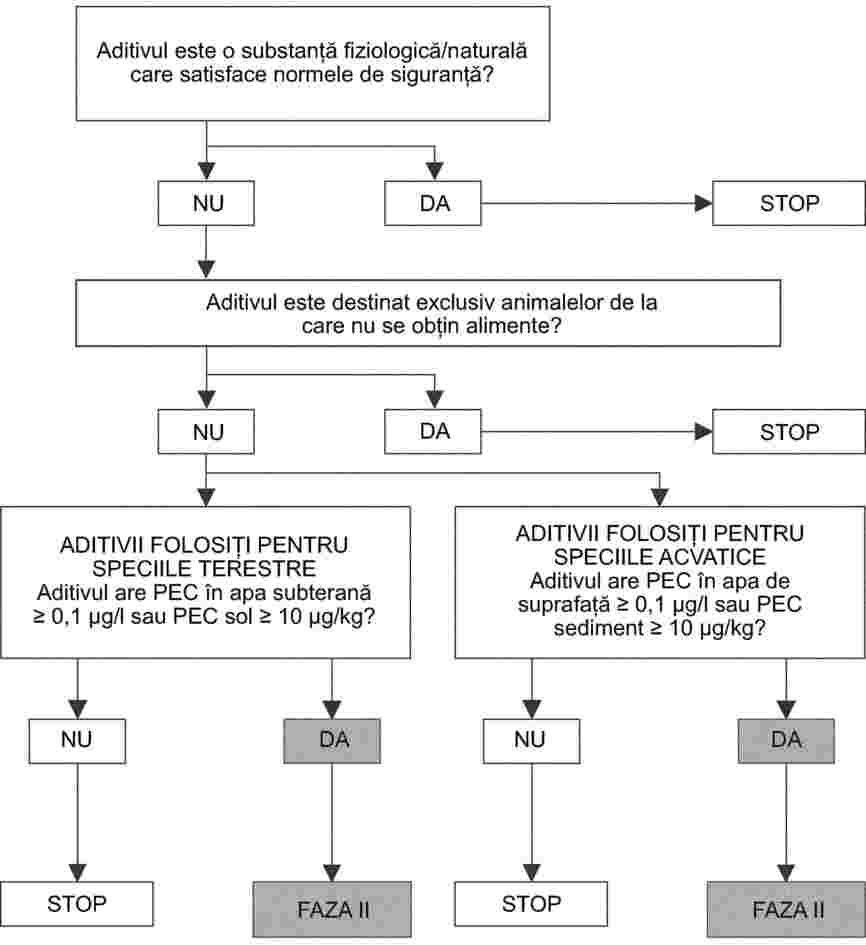 Aditivul este o substanță fiziologică/naturală
care satisface normele de siguranță?
NU
DA
STOP
Aditivul este destinat exclusiv animalelor de la
care nu se obțin alimente?
NU
DA
STOP
ADITIVII FOLOSIȚI PENTRU
SPECIILE TERESTRE
Aditivul are PEC în apa subterană
≥ 0,1 µg/l sau PEC sol ≥ 10 µg/kg?
ADITIVII FOLOSIȚI PENTRU
SPECIILE ACVATICE
Aditivul are PEC în apa de
suprafață ≥ 0,1 µg/l sau PEC
sediment ≥ 10 µg/kg?
NU
DA
NU
DA
STOP
FAZA II
STOP
FAZA II